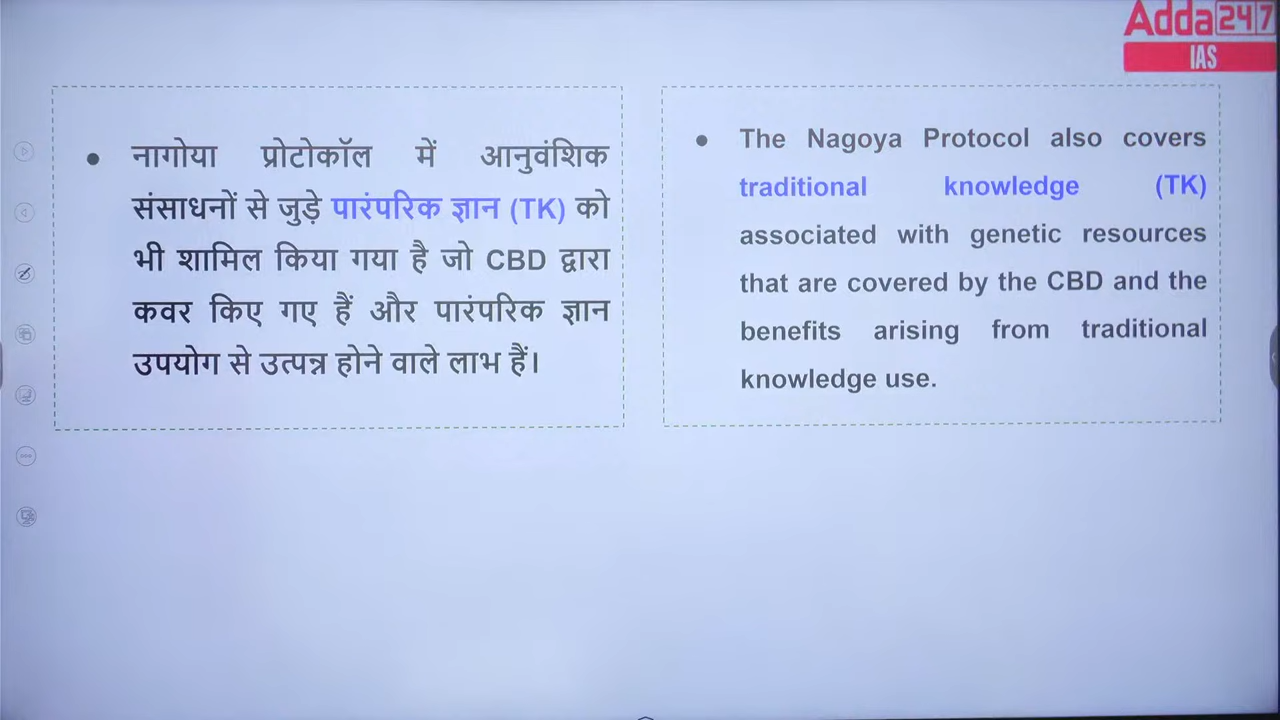 Adda247
IAS
• नागोया प्रोटोकॉल में आनुवंशिक
संसाधनों से जुड़े पारंपरिक ज्ञान (TK) को
भी शामिल किया गया है जो CBD द्वारा
कवर किए गए हैं और पारंपरिक ज्ञान
उपयोग से उत्पन्न होने वाले लाभ हैं।
• The Nagoya Protocol also covers
traditional knowledge (TK)
associated with genetic resources
that are covered by the CBD and the
benefits arising from traditional
knowledge use.